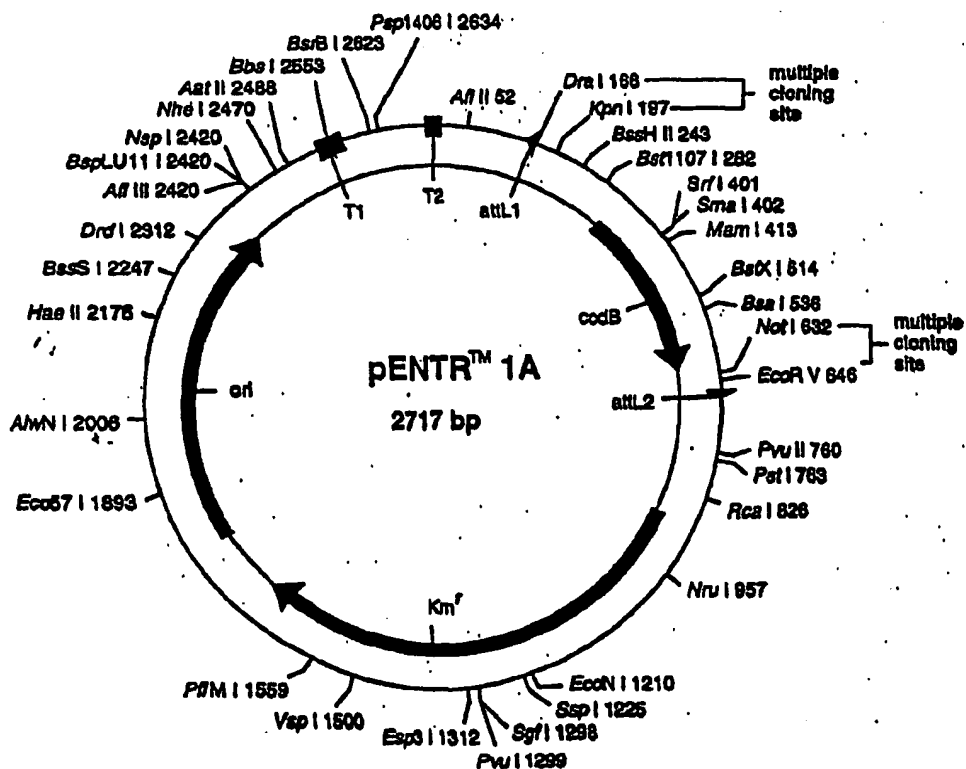 Psp1406 I 2634
BsrB I 2623
Bbs I 2553
Aat II 2488
Nhe I 2470
Nsp I 2420
BspLU11 I 2420
Afl III 2420
Drd I 2312
BssS I 2247
Hae II 2176
AlwN I 2006
Eco57 I 1893
PflM I 1559
Vsp I 1500
Esp3 I 1312
Pvu I 1299
Sgf I 1298
Ssp I 1225
EcoN I 1210
Nru I 957
Rca I 826
Pst I 763
Pvu II 760
EcoR V 646
Not I 632
multiple
cloning
site
Bsa I 536
BstX I 514
Mam I 413
Sma I 402
Srf I 401
Bst1107 I 282
BssH II 243
Kpn I 197
Dra I 166
multiple
cloning
site
Afl II 52
T1
T2
attL1
ccdB
attL2
Km^r
ori
pENTR™ 1A
2717 bp